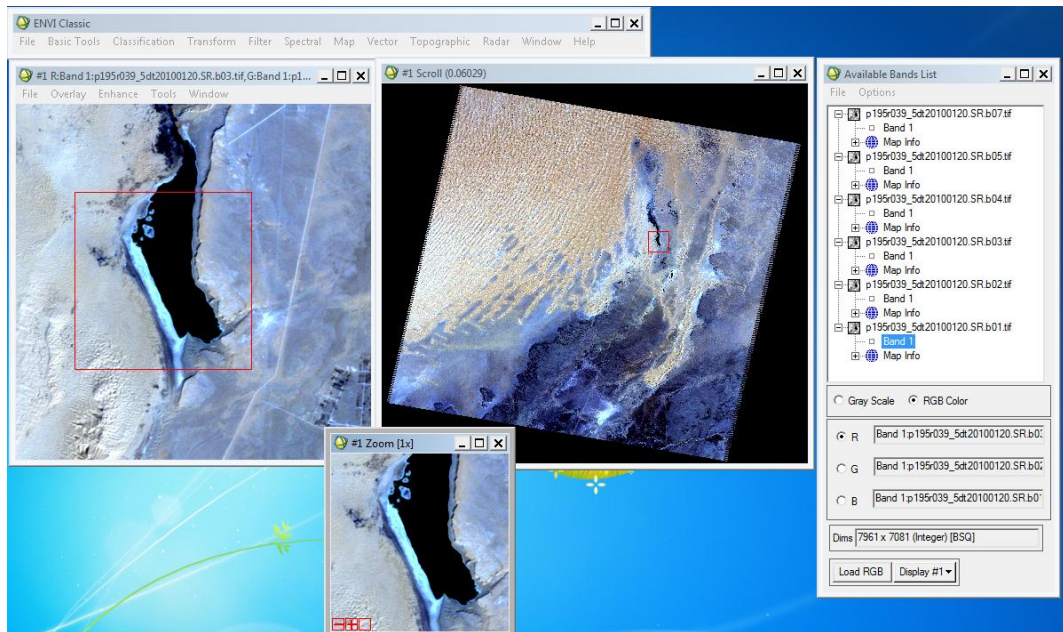 ENVI Classic
File Basic Tools Classification Transform Filter Spectral Map Vector Topographic Radar Window Help
#1 R:Band 1:p195r039_5dt20100120.SR.b03.tif,G:Band 1:p1...
File Overlay Enhance Tools Window
#1 Scroll (0.06029)
#1 Zoom [1x]
Available Bands List
File Options
p195r039_5dt20100120.SR.b07.tif
Band 1
Map Info
p195r039_5dt20100120.SR.b05.tif
Band 1
Map Info
p195r039_5dt20100120.SR.b04.tif
Band 1
Map Info
p195r039_5dt20100120.SR.b03.tif
Band 1
Map Info
p195r039_5dt20100120.SR.b02.tif
Band 1
Map Info
p195r039_5dt20100120.SR.b01.tif
Band 1
Map Info
Gray Scale RGB Color
R Band 1:p195r039_5dt20100120.SR.b03
G Band 1:p195r039_5dt20100120.SR.b02
B Band 1:p195r039_5dt20100120.SR.b01
Dims 7961 x 7081 (Integer) [BSQ]
Load RGB Display #1